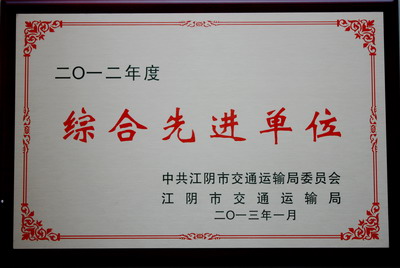 二〇一二年度
综合先进单位
中共江阴市交通运输局委员会
江阴市交通运输局
二〇一三年一月